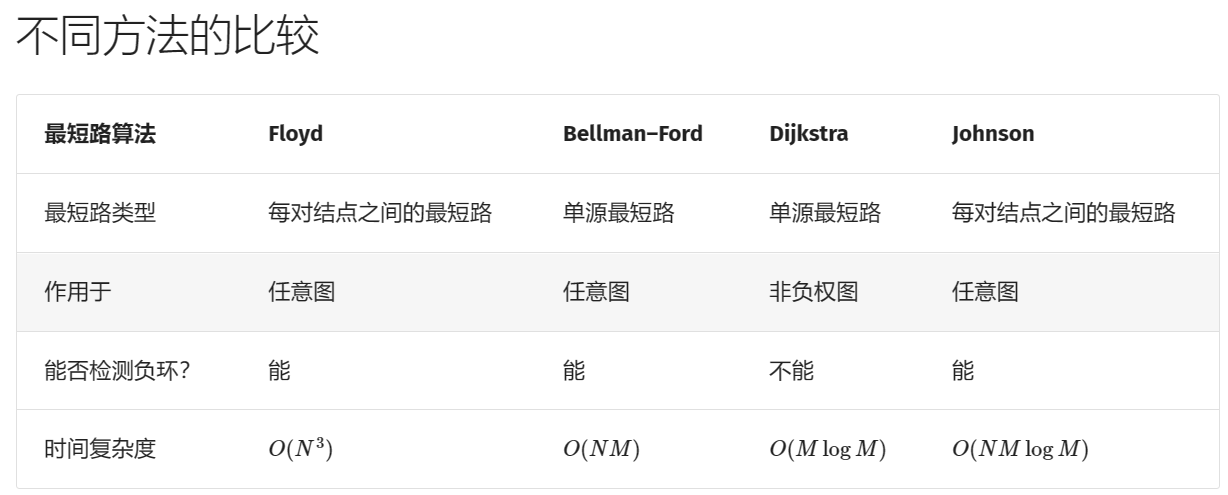 不同方法的比较
最短路算法 Floyd Bellman–Ford Dijkstra Johnson
最短路类型 每对结点之间的最短路 单源最短路 单源最短路 每对结点之间的最短路
作用于 任意图 任意图 非负权图 任意图
能否检测负环？ 能 能 不能 能
时间复杂度 O(N³) O(NM) O(M log M) O(NM log M)